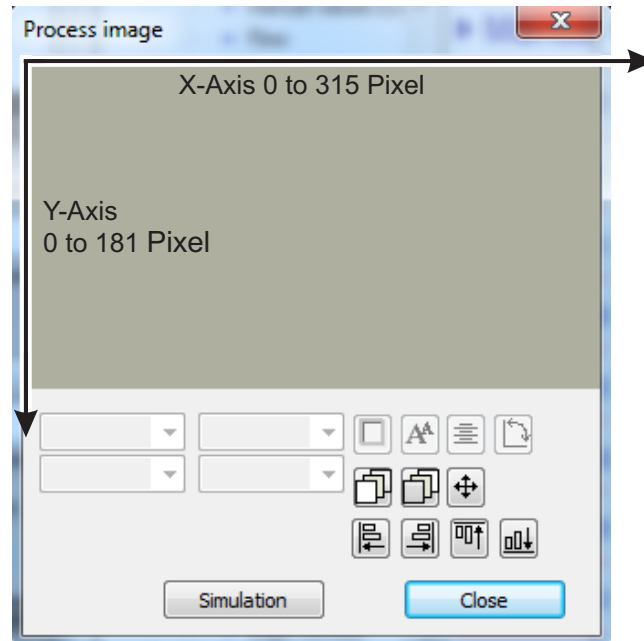 Process image
X-Axis 0 to 315 Pixel
Y-Axis
0 to 181 Pixel
Simulation
Close